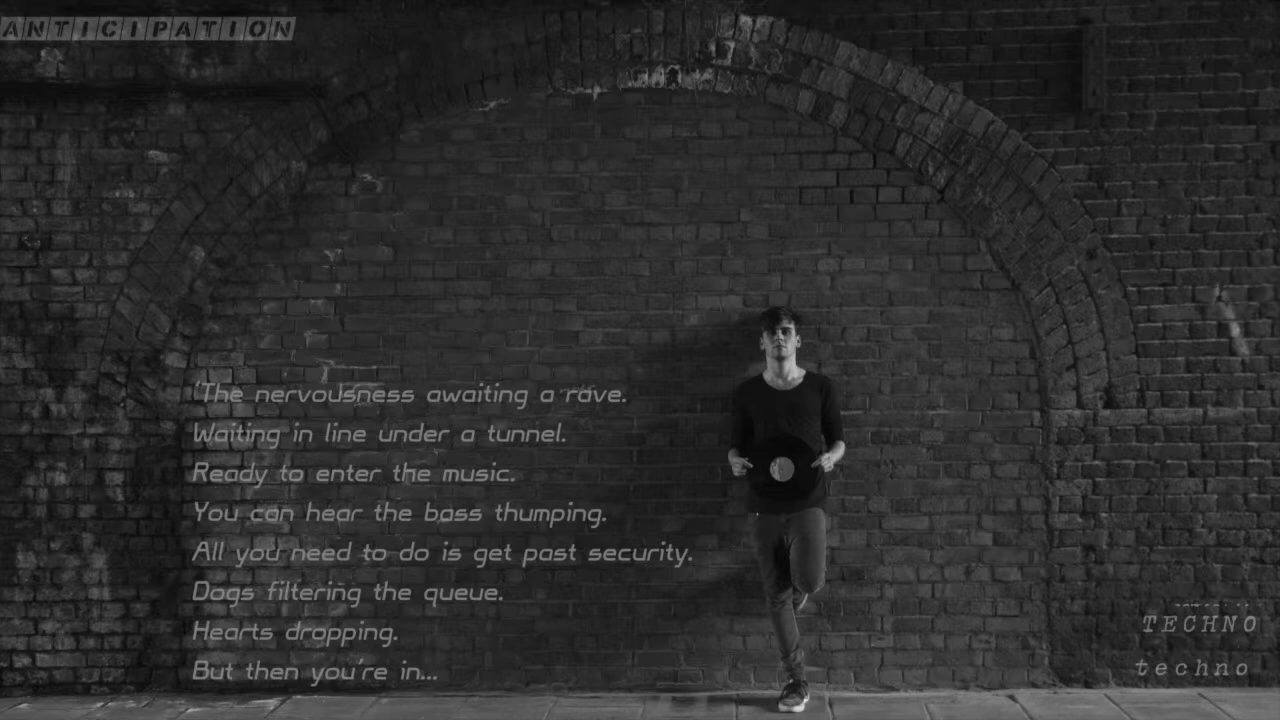 ANTICIPATION
'The nervousness awaiting a rave.
Waiting in line under a tunnel.
Ready to enter the music.
You can hear the bass thumping.
All you need to do is get past security.
Dogs filtering the queue.
Hearts dropping.
But then you're in...
TECHNO
techno